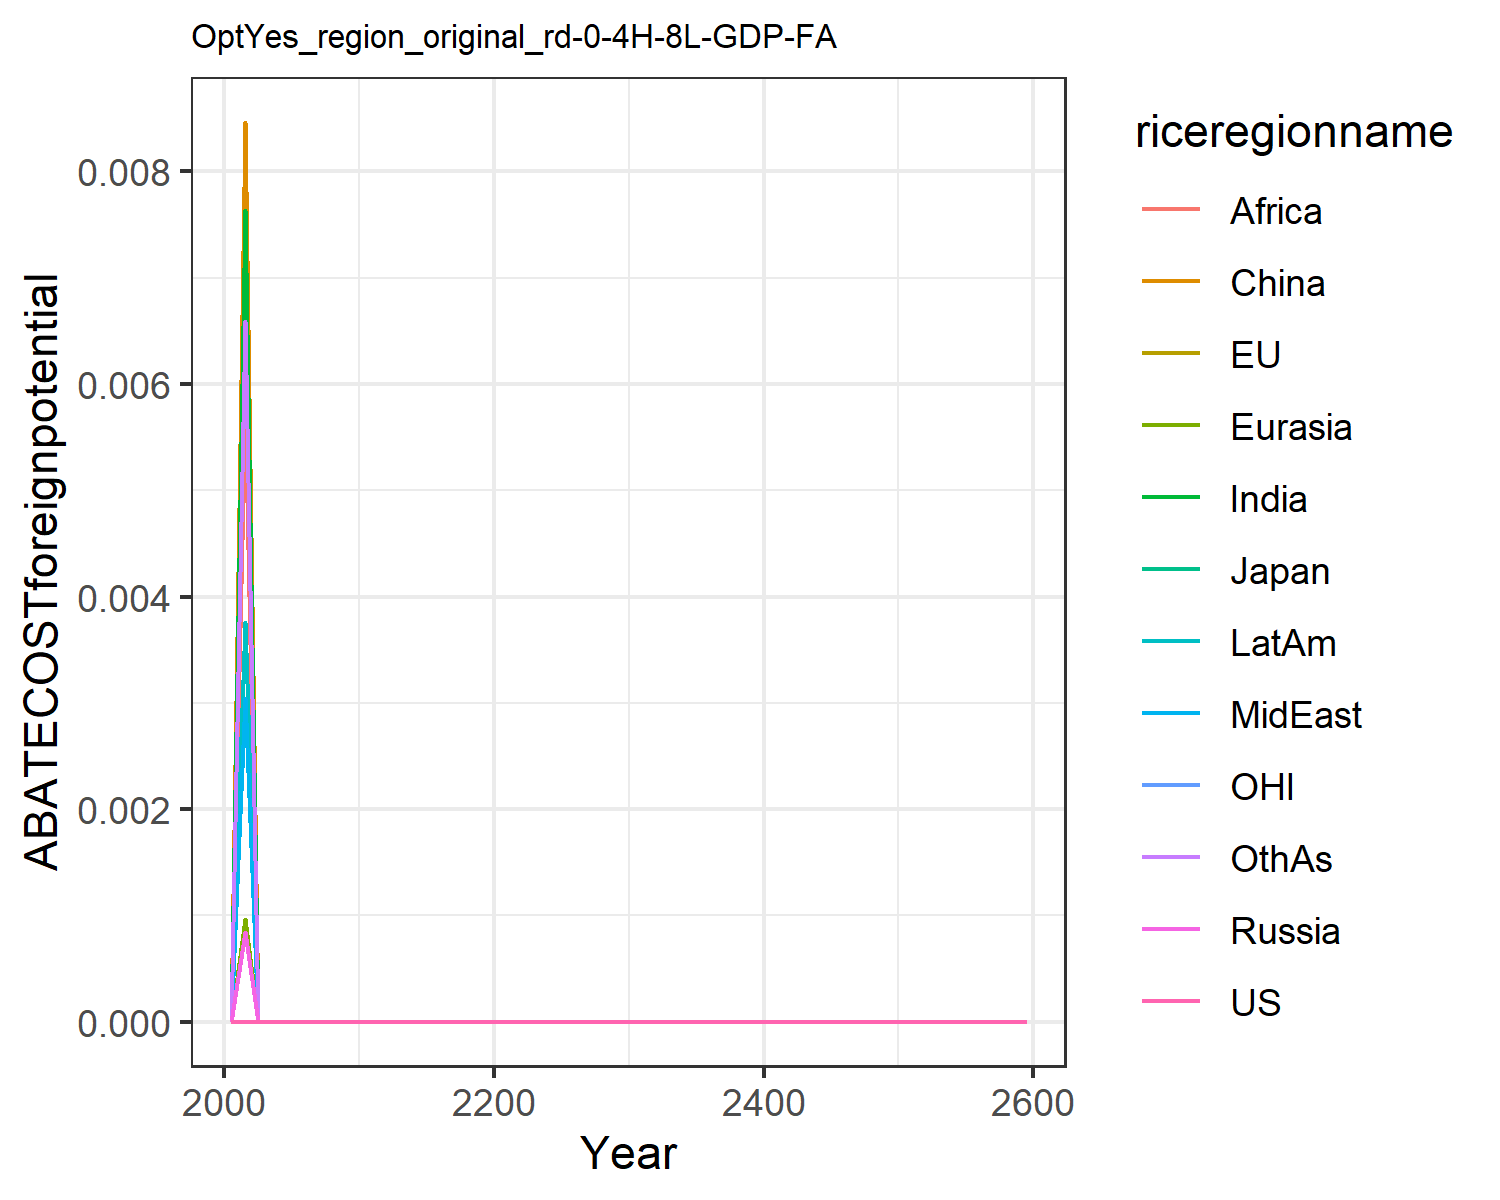 OptYes_region_original_rd-0-4H-8L-GDP-FA
ABATECOSTforeignpotential
0.008
0.006
0.004
0.002
0.000
2000 2200 2400 2600
Year
riceregionname
Africa
China
EU
Eurasia
India
Japan
LatAm
MidEast
OHI
OthAs
Russia
US